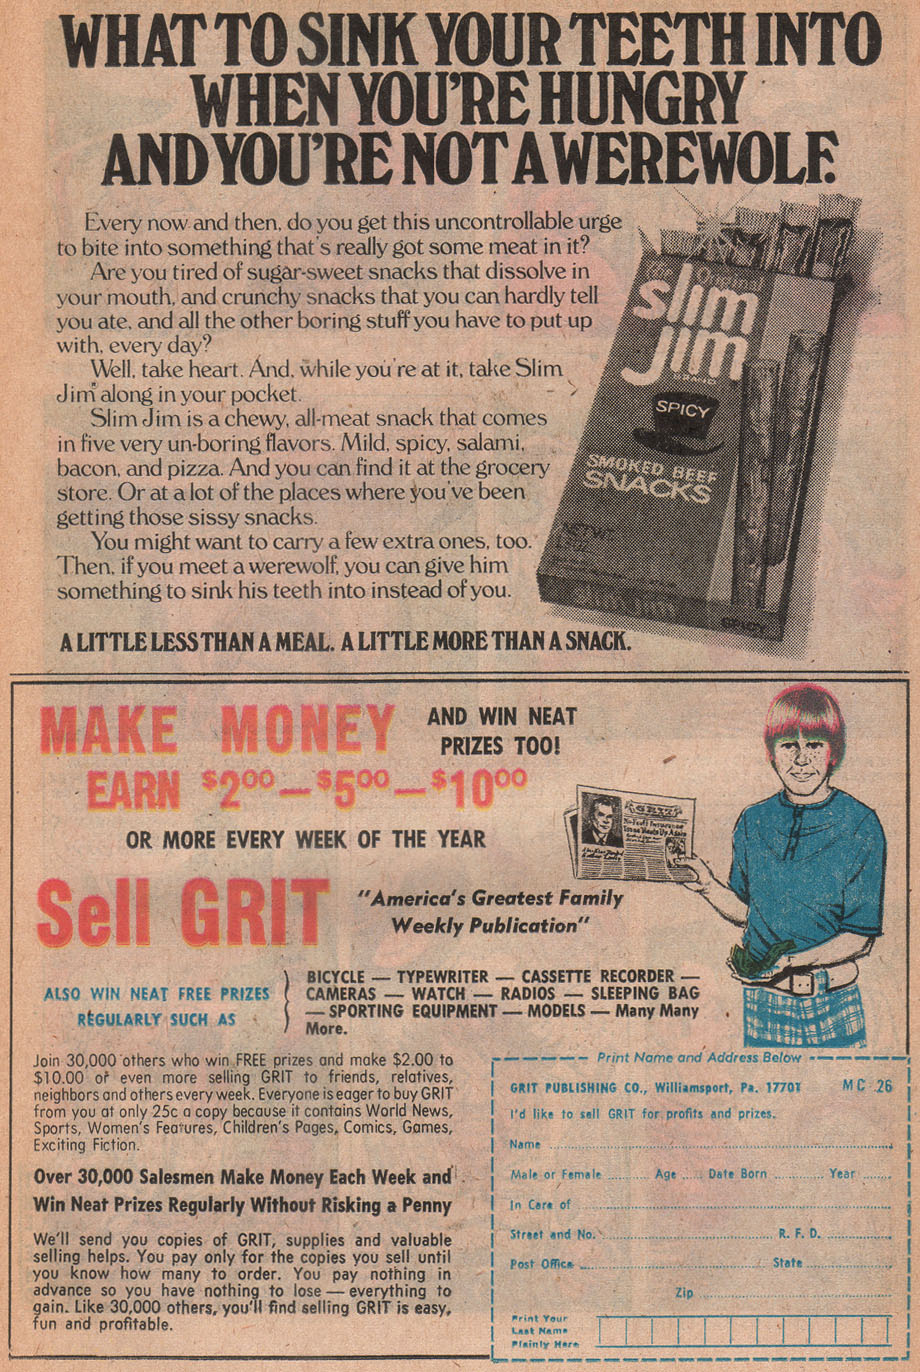 WHAT TO SINK YOUR TEETH INTO
WHEN YOU'RE HUNGRY
AND YOU'RE NOT A WEREWOLF.
Every now and then, do you get this uncontrollable urge
to bite into something that's really got some meat in it?
Are you tired of sugar-sweet snacks that dissolve in
your mouth, and crunchy snacks that you can hardly tell
you ate, and all the other boring stuff you have to put up
with, every day?
Well, take heart. And, while you're at it, take Slim
Jim® along in your pocket.
Slim Jim is a chewy, all-meat snack that comes
in five very un-boring flavors. Mild, spicy, salami,
bacon, and pizza. And you can find it at the grocery
store. Or at a lot of the places where you've been
getting those sissy snacks.
You might want to carry a few extra ones, too.
Then, if you meet a werewolf, you can give him
something to sink his teeth into instead of you.
A LITTLE LESS THAN A MEAL. A LITTLE MORE THAN A SNACK.
slim
jim
BRAND
SPICY
SMOKED BEEF
SNACKS
NET WT.
Slim Jim
SPICY
MAKE MONEY AND WIN NEAT
PRIZES TOO!
EARN $2.00 — $5.00 — $10.00
OR MORE EVERY WEEK OF THE YEAR
Sell GRIT "America's Greatest Family
Weekly Publication"
GRIT
ALSO WIN NEAT FREE PRIZES
REGULARLY SUCH AS
BICYCLE — TYPEWRITER — CASSETTE RECORDER —
CAMERAS — WATCH — RADIOS — SLEEPING BAG
— SPORTING EQUIPMENT — MODELS — Many Many
More.
Join 30,000 others who win FREE prizes and make $2.00 to
$10.00 or even more selling GRIT to friends, relatives,
neighbors and others every week. Everyone is eager to buy GRIT
from you at only 25c a copy because it contains World News,
Sports, Women's Features, Children's Pages, Comics, Games,
Exciting Fiction.
Over 30,000 Salesmen Make Money Each Week and
Win Neat Prizes Regularly Without Risking a Penny
We'll send you copies of GRIT, supplies and valuable
selling helps. You pay only for the copies you sell until
you know how many to order. You pay nothing in
advance so you have nothing to lose — everything to
gain. Like 30,000 others, you'll find selling GRIT is easy,
fun and profitable.
Print Name and Address Below
GRIT PUBLISHING CO., Williamsport, Pa. 17701 MC 26
I'd like to sell GRIT for profits and prizes.
Name
Male or Female Age Date Born Year
In Care of
Street and No. R. F. D.
Post Office State
Zip
Print Your
Last Name
Plainly Here